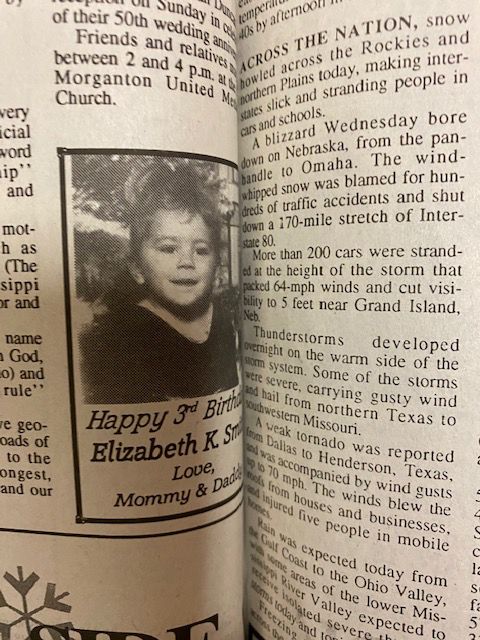 of their 50th wedding
Friends and relatives
between 2 and 4 p.m. at
Morganton United
Church.
very
icial
word
ip"
and
mot-
h as
(The
sippi
or and
name
n God,
io) and
rule"
ve geo-
oads of
to the
ongest,
and our
Happy 3rd
Elizabeth K.
Love,
Mommy &
40s by afternoon in
ACROSS THE NATION, snow
howled across the Rockies and
northern Plains today, making inter-
states slick and stranding people in
cars and schools.
A blizzard Wednesday bore
down on Nebraska, from the pan-
handle to Omaha. The wind-
whipped snow was blamed for hun-
dreds of traffic accidents and shut
down a 170-mile stretch of Inter-
state 80.
More than 200 cars were strand-
ed at the height of the storm that
packed 64-mph winds and cut visi-
bility to 5 feet near Grand Island,
Neb.
Thunderstorms developed
overnight on the warm side of the
storm system. Some of the storms
were severe, carrying gusty wind
and hail from northern Texas to
southwestern Missouri.
A weak tornado was reported
from Dallas to Henderson, Texas,
and was accompanied by wind gusts
up to 70 mph. The winds blew the
roofs from houses and businesses,
and injured five people in mobile
homes.
Rain was expected today from
the Gulf Coast to the Ohio Valley,
with some areas of the lower Mis-
sissippi River Valley expected to
receive isolated severe
storms today and
Freezing